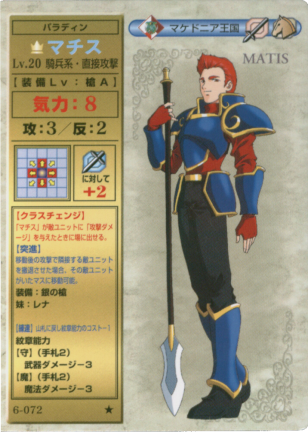 パラディン
マチス
Lv.20 騎兵系・直接攻撃
【装備Lv：槍A】
気力：8
攻：3／反：2
に対して
+2
【クラスチェンジ】
「マチス」が敵ユニットに「攻撃ダメージ」を与えたときに場に出せる。
【突進】
移動後の攻撃で隣接する敵ユニットを撤退させた場合、その敵ユニットがいたマスに移動可能。
装備：銀の槍
妹：レナ
紋章能力
【守】（手札2）
武器ダメージ−3
【魔】（手札2）
魔法ダメージ−3
6-072
★
マケドニア王国
MATIS